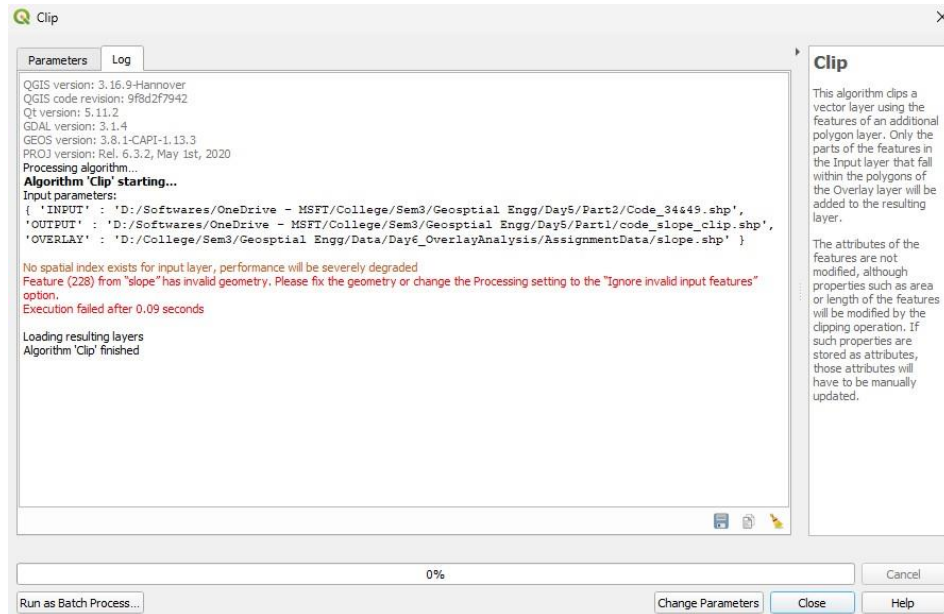 Clip
Parameters
Log
QGIS version: 3.16.9-Hannover
QGIS code revision: 9f8d2f7942
Qt version: 5.11.2
GDAL version: 3.1.4
GEOS version: 3.8.1-CAPI-1.13.3
PROJ version: Rel. 6.3.2, May 1st, 2020
Processing algorithm…
Algorithm 'Clip' starting…
Input parameters:
{ 'INPUT' : 'D:/Softwares/OneDrive - MSFT/College/Sem3/Geosptial Engg/Day5/Part2/Code_34&49.shp',
'OUTPUT' : 'D:/Softwares/OneDrive - MSFT/College/Sem3/Geosptial Engg/Day5/Part1/code_slope_clip.shp',
'OVERLAY' : 'D:/College/Sem3/Geosptial Engg/Data/Day6_OverlayAnalysis/AssignmentData/slope.shp' }
No spatial index exists for input layer, performance will be severely degraded
Feature (228) from “slope” has invalid geometry. Please fix the geometry or change the Processing setting to the “Ignore invalid input features”
option.
Execution failed after 0.09 seconds
Loading resulting layers
Algorithm 'Clip' finished
Clip
This algorithm clips a
vector layer using the
features of an additional
polygon layer. Only the
parts of the features in
the Input layer that fall
within the polygons of
the Overlay layer will be
added to the resulting
layer.
The attributes of the
features are not
modified, although
properties such as area
or length of the features
will be modified by the
clipping operation. If
such properties are
stored as attributes,
those attributes will
have to be manually
updated.
0%
Cancel
Run as Batch Process…
Change Parameters
Close
Help